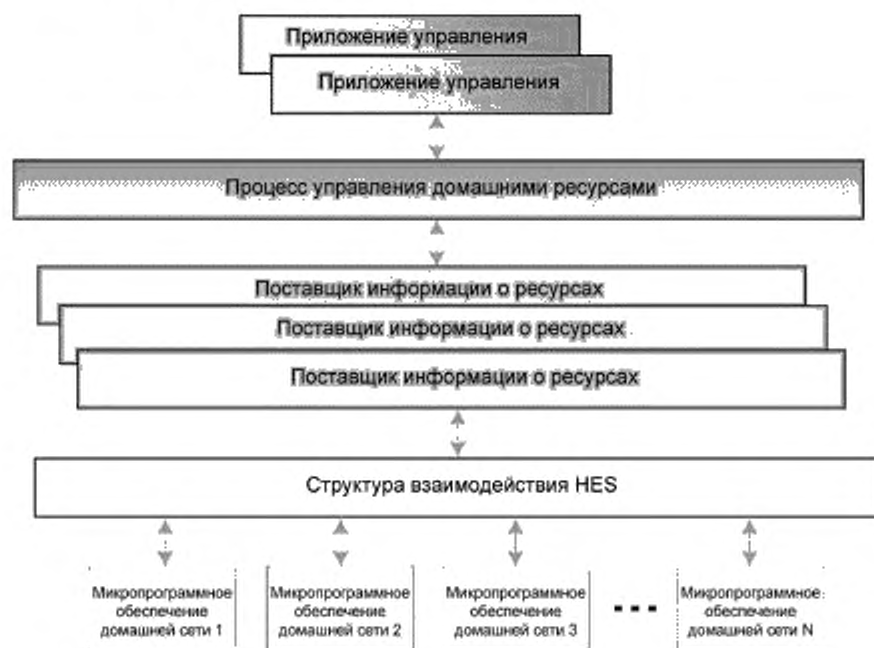 Приложение управления
Приложение управления
Процесс управления домашними ресурсами
Поставщик информации о ресурсах
Поставщик информации о ресурсах
Поставщик информации о ресурсах
Структура взаимодействия HES
Микропрограммное
обеспечение
домашней сети 1
Микропрограммное
обеспечение
домашней сети 2
Микропрограммное
обеспечение
домашней сети 3
Микропрограммное
обеспечение
домашней сети N